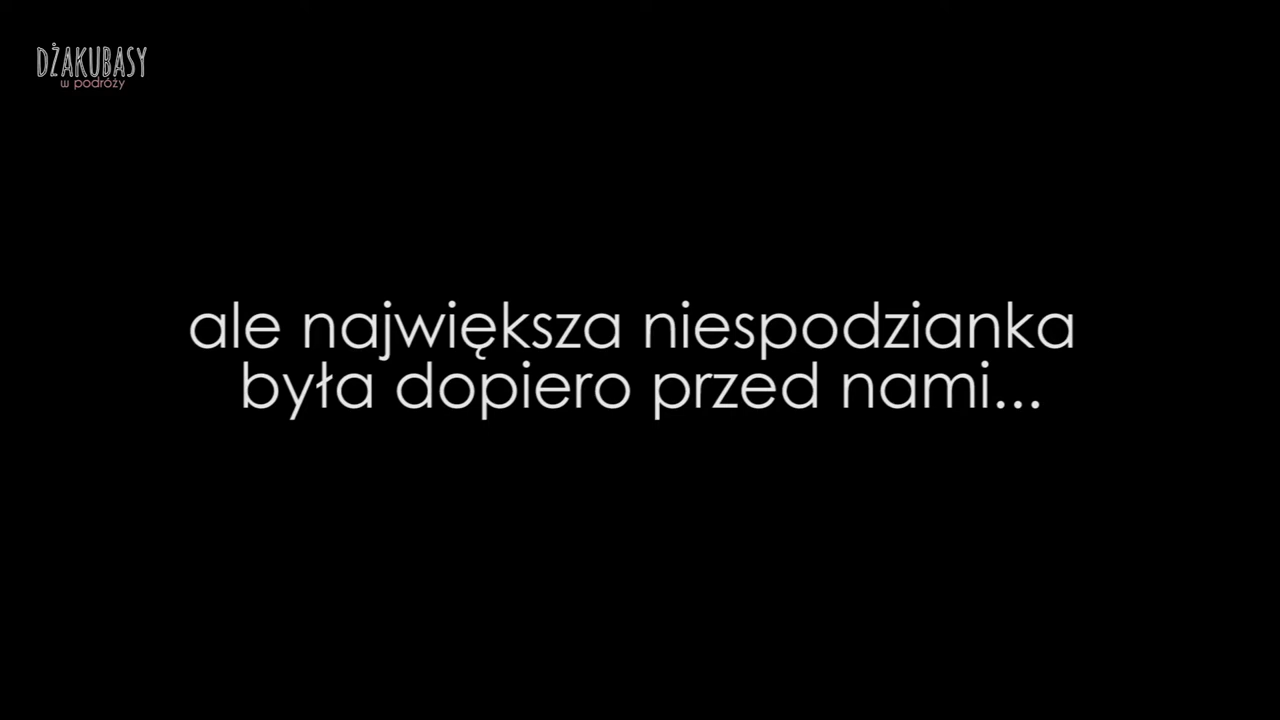 DŻAKUBASY
w podróży
ale największa niespodzianka
była dopiero przed nami...